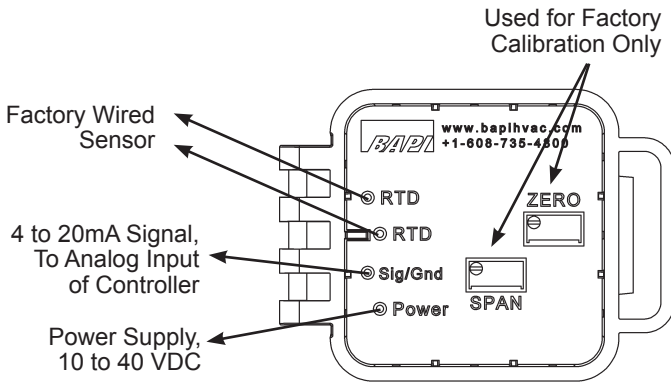 Used for Factory
Calibration Only
Factory Wired
Sensor
BAPI
www.bapihvac.com
+1-608-735-4800
RTD
ZERO
RTD
4 to 20mA Signal,
To Analog Input
of Controller
Sig/Gnd
SPAN
Power
Power Supply,
10 to 40 VDC